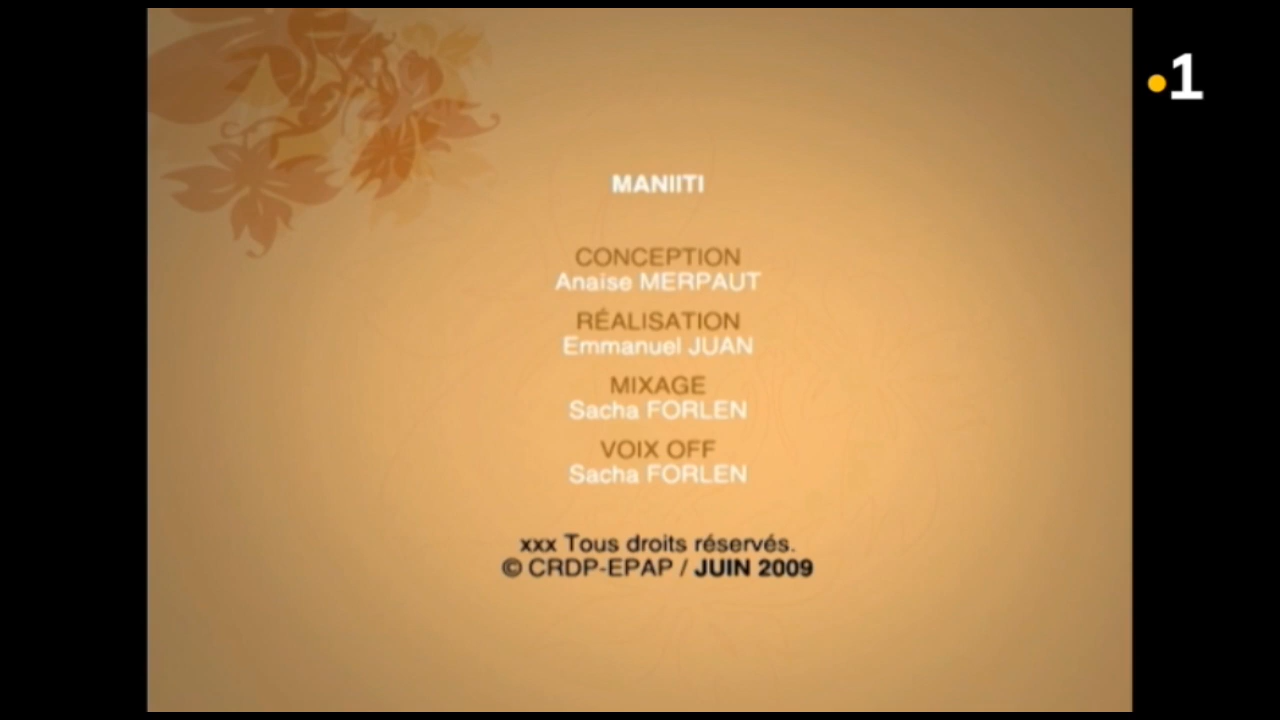 1
MANIITI
CONCEPTION
Anaïse MERPAUT
RÉALISATION
Emmanuel JUAN
MIXAGE
Sacha FORLEN
VOIX OFF
Sacha FORLEN
xxx Tous droits réservés.
© CRDP-EPAP / JUIN 2009